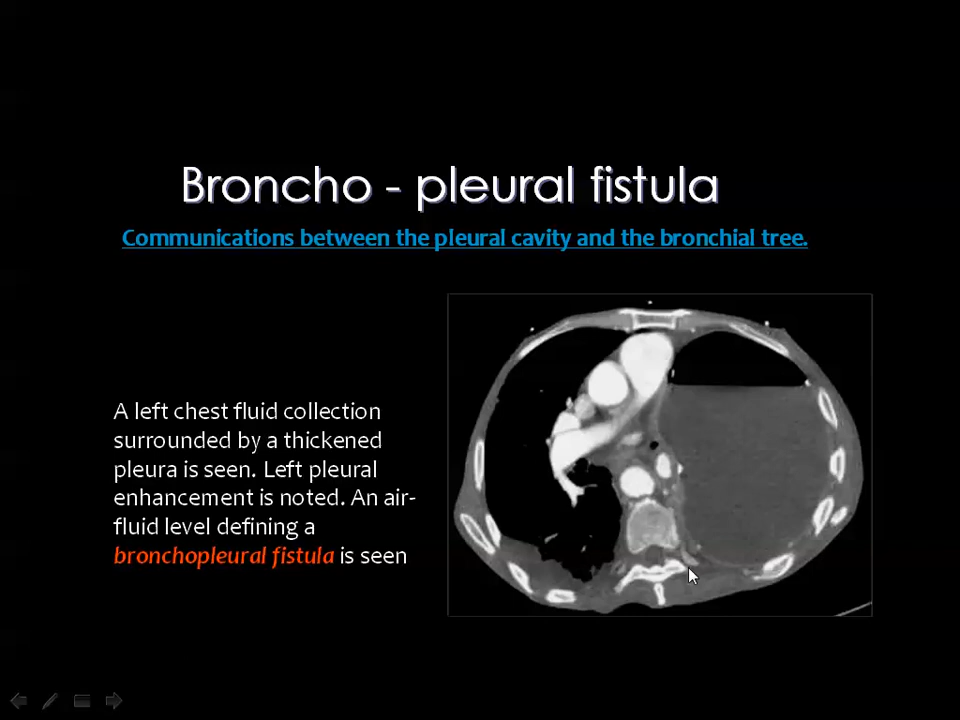 Broncho - pleural fistula
Communications between the pleural cavity and the bronchial tree.
A left chest fluid collection
surrounded by a thickened
pleura is seen. Left pleural
enhancement is noted. An air-
fluid level defining a
bronchopleural fistula is seen